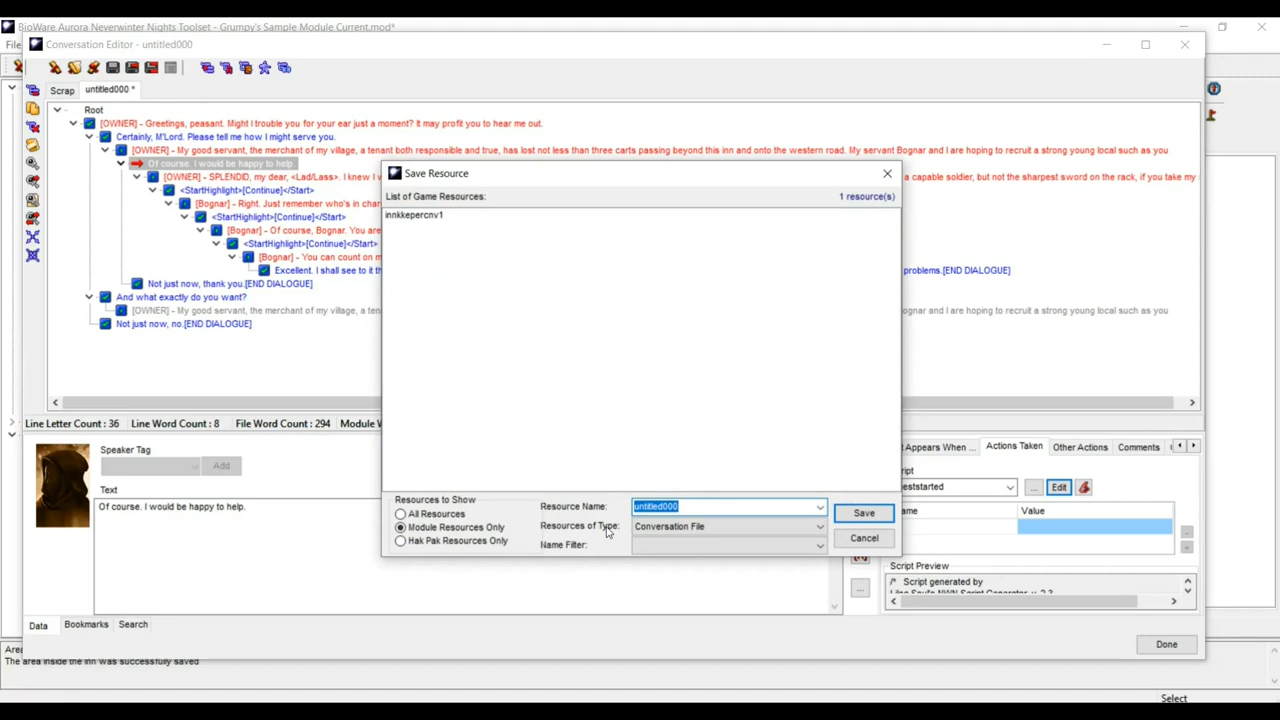 BioWare Aurora Neverwinter Nights Toolset - Grumpy's Sample Module Current.mod*
File
Conversation Editor - untitled000
Scrap
untitled000 *
Root
[OWNER] - Greetings, peasant. Might I trouble you for your ear just a moment? It may profit you to hear me out.
Certainly, M'Lord. Please tell me how I might serve you.
[OWNER] - My good servant, the merchant of my village, a tenant both responsible and true, has lost not less than three carts passing beyond this inn and onto the western road. My servant Bognar and I are hoping to recruit a strong young local such as you
Of course. I would be happy to help.
[OWNER] - SPLENDID, my dear, <Lad/Lass>. I knew I a capable soldier, but not the sharpest sword on the rack, if you take my
<StartHighlight>[Continue]</Start>
[Bognar] - Right. Just remember who's in char
<StartHighlight>[Continue]</Start>
[Bognar] - Of course, Bognar. You are
<StartHighlight>[Continue]</Start>
[Bognar] - You can count on m
Excellent. I shall see to it th problems.[END DIALOGUE]
Not just now, thank you.[END DIALOGUE]
And what exactly do you want?
[OWNER] - My good servant, the merchant of my village, a ten ognar and I are hoping to recruit a strong young local such as you
Not just now, no.[END DIALOGUE]
Save Resource
List of Game Resources:
1 resource(s)
innkkepercnv1
Resources to Show
All Resources
Module Resources Only
Hak Pak Resources Only
Resource Name:
untitled000
Resources of Type:
Conversation File
Name Filter:
Save
Cancel
Line Letter Count : 36 Line Word Count : 8 File Word Count : 294 Module W
Speaker Tag
Add
Text
Of course. I would be happy to help.
t Appears When ...
Actions Taken
Other Actions
Comments
ript
eststarted
...
Edit
ame
Value
Script Preview
/* Script generated by
Lilac Soul's NWN Script Generator, v. 2.3
...
Data
Bookmarks
Search
Done
Area
The area Inside the Inn was successfully saved
Select